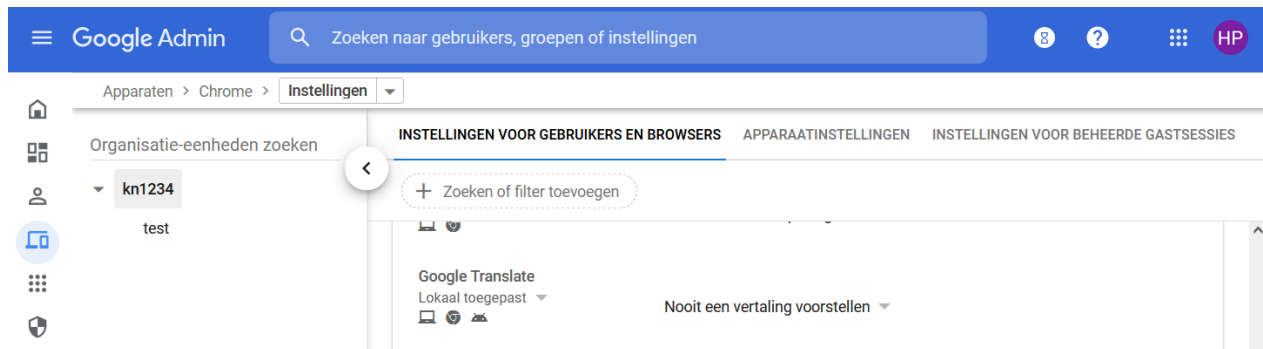 Google Admin
Zoeken naar gebruikers, groepen of instellingen
HP
Apparaten > Chrome > Instellingen
Organisatie-eenheden zoeken
kn1234
test
INSTELLINGEN VOOR GEBRUIKERS EN BROWSERS
APPARAATINSTELLINGEN
INSTELLINGEN VOOR BEHEERDE GASTSESSIES
Zoeken of filter toevoegen
Google Translate
Lokaal toegepast
Nooit een vertaling voorstellen